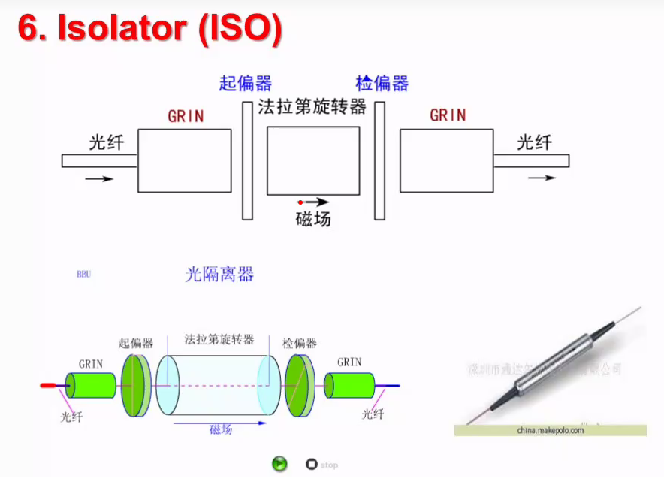 6. Isolator (ISO)
起偏器
检偏器
GRIN
法拉第旋转器
GRIN
光纤
光纤
磁场
BBU
光隔离器
起偏器
法拉第旋转器
检偏器
GRIN
GRIN
光纤
磁场
光纤
china.makepolo.com
stop